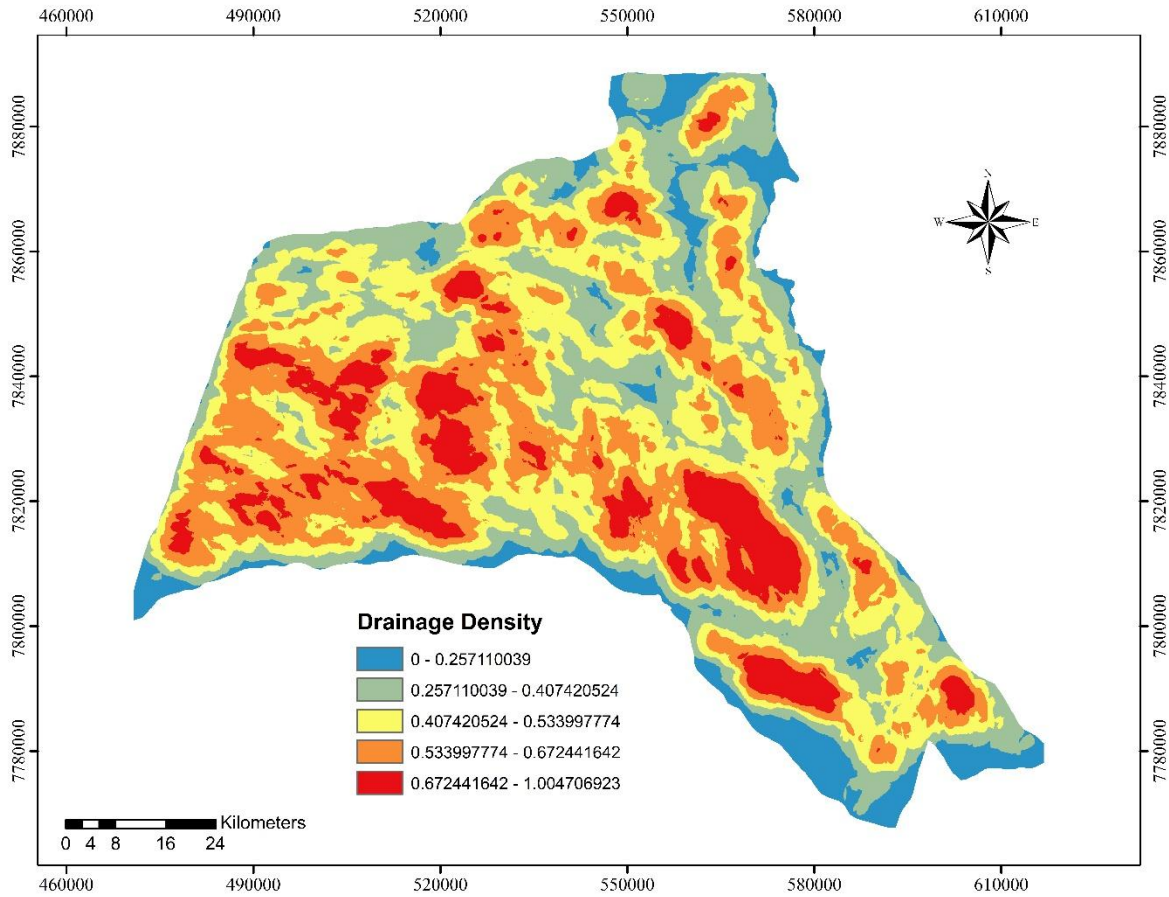 460000 490000 520000 550000 580000 610000
7880000 7880000
N
W E
S
7860000 7860000
7840000 7840000
7820000 7820000
7800000 7800000
Drainage Density
0 - 0.257110039
0.257110039 - 0.407420524
0.407420524 - 0.533997774
0.533997774 - 0.672441642
0.672441642 - 1.004706923
7780000 7780000
Kilometers
0 4 8 16 24
460000 490000 520000 550000 580000 610000